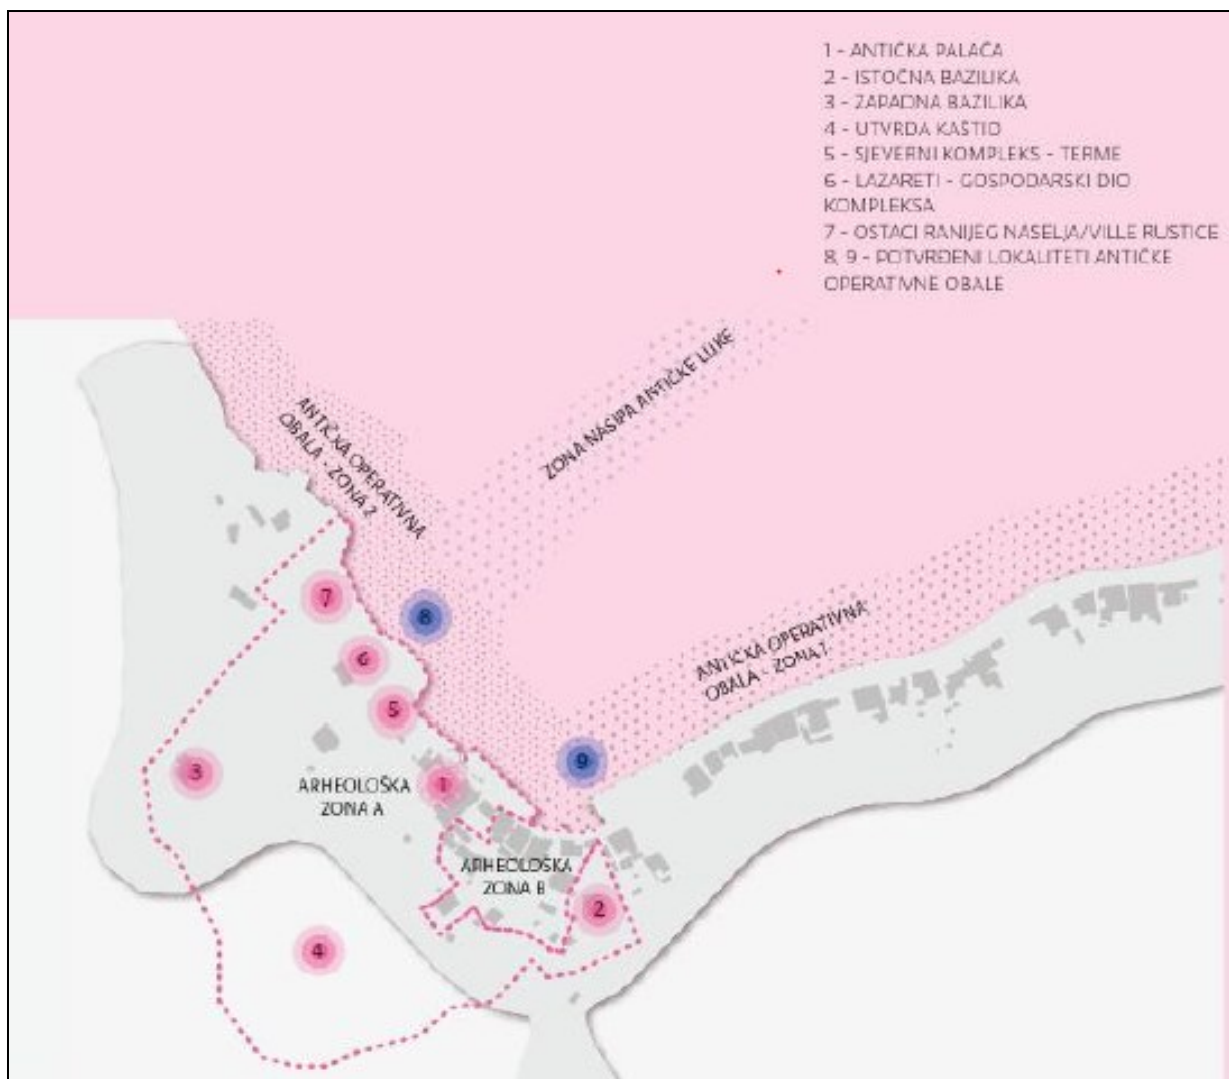 1 - ANTIČKA PALAČA
2 - ISTOČNA BAZILIKA
3 - ZAPADNA BAZILIKA
4 - UTVRDA KAŠTIO
5 - SJEVERNI KOMPLEKS - TERME
6 - LAZARETI - GOSPODARSKI DIO
KOMPLEKSA
7 - OSTACI RANIJEG NASELJA/VILLE RUSTICE
8, 9 - POTVRĐENI LOKALITETI ANTIČKE
OPERATIVNE OBALE
ZONA NASIPA ANTIČKE LUKE
ANTIČKA OPERATIVNA
OBALA - ZONA 2
7
8
6
ANTIČKA OPERATIVNA
OBALA - ZONA 1
5
9
3
1
ARHEOLOŠKA
ZONA A
ARHEOLOŠKA
ZONA B
2
4